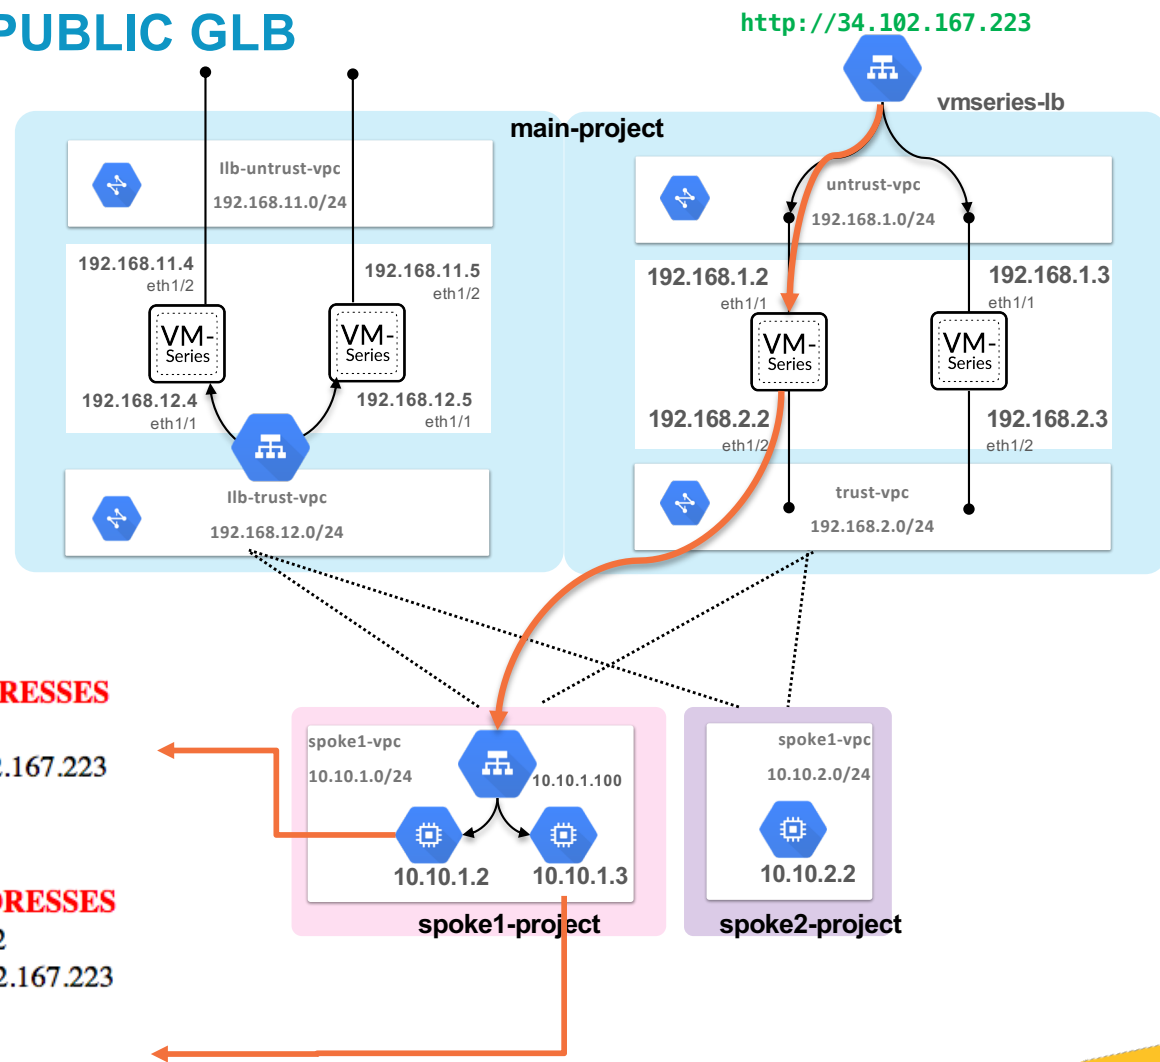 PUBLIC GLB
http://34.102.167.223
vmseries-lb
main-project
Ilb-untrust-vpc
192.168.11.0/24
192.168.11.4
eth1/2
192.168.11.5
eth1/2
VM-
Series
VM-
Series
192.168.12.4
eth1/1
192.168.12.5
eth1/1
Ilb-trust-vpc
192.168.12.0/24
untrust-vpc
192.168.1.0/24
192.168.1.2
eth1/1
192.168.1.3
eth1/1
VM-
Series
VM-
Series
192.168.2.2
eth1/2
192.168.2.3
eth1/2
trust-vpc
192.168.2.0/24
RESSES
2.167.223
DRESSES
2
2.167.223
spoke1-vpc
10.10.1.0/24
10.10.1.100
10.10.1.2
10.10.1.3
spoke1-project
spoke1-vpc
10.10.2.0/24
10.10.2.2
spoke2-project